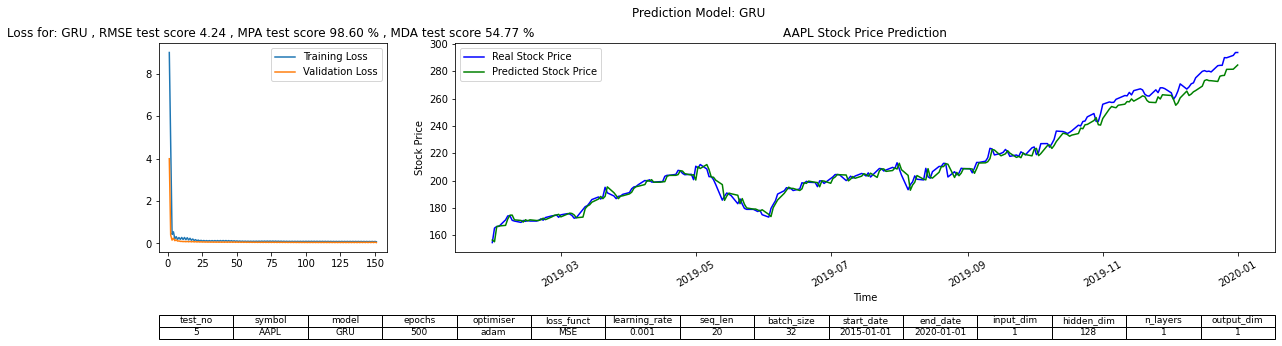 Prediction Model: GRU
Loss for: GRU , RMSE test score 4.24 , MPA test score 98.60 % , MDA test score 54.77 %
Training Loss
Validation Loss
8
6
4
2
0
0 25 50 75 100 125 150
AAPL Stock Price Prediction
Real Stock Price
Predicted Stock Price
Stock Price
300
280
260
240
220
200
180
160
2019-03 2019-05 2019-07 2019-09 2019-11 2020-01
Time
test_no symbol model epochs optimiser loss_funct learning_rate seq_len batch_size start_date end_date input_dim hidden_dim n_layers output_dim
5 AAPL GRU 500 adam MSE 0.001 20 32 2015-01-01 2020-01-01 1 128 1 1